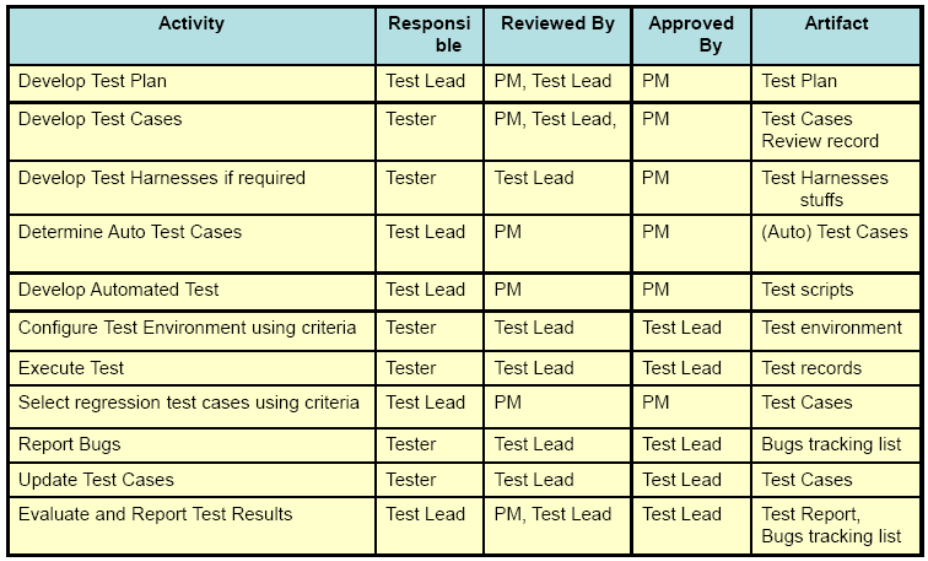 Activity Responsi Reviewed By Approved Artifact
ble By
Develop Test Plan Test Lead PM, Test Lead PM Test Plan
Develop Test Cases Tester PM, Test Lead, PM Test Cases
Review record
Develop Test Harnesses if required Tester Test Lead PM Test Harnesses
stuffs
Determine Auto Test Cases Test Lead PM PM (Auto) Test Cases
Develop Automated Test Test Lead PM PM Test scripts
Configure Test Environment using criteria Tester Test Lead Test Lead Test environment
Execute Test Tester Test Lead Test Lead Test records
Select regression test cases using criteria Test Lead PM PM Test Cases
Report Bugs Tester Test Lead Test Lead Bugs tracking list
Update Test Cases Tester Test Lead Test Lead Test Cases
Evaluate and Report Test Results Test Lead PM, Test Lead Test Lead Test Report,
Bugs tracking list